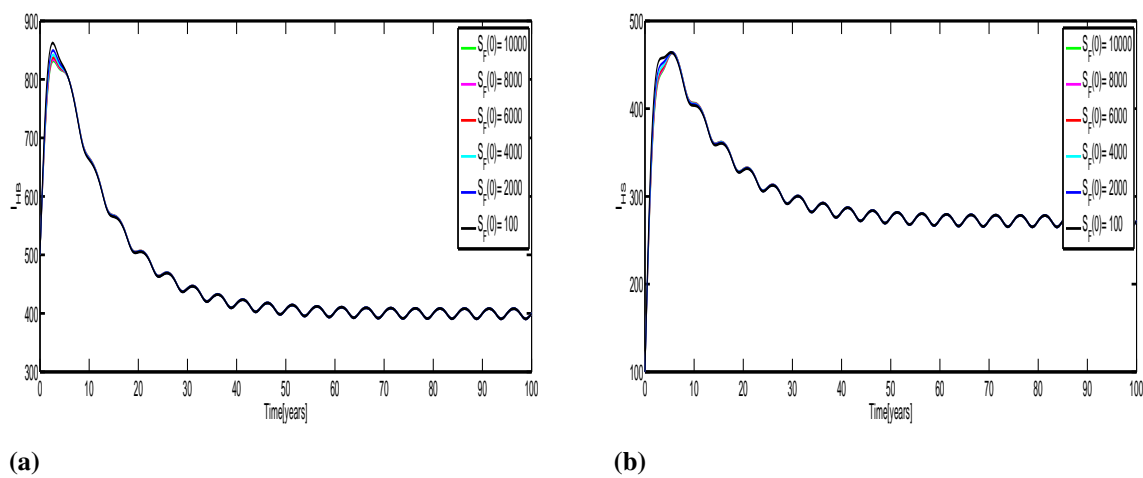 900
800
700
600
500
400
300
0 10 20 30 40 50 60 70 80 90 100
Time[years]
I_HS
S_F(0)= 10000
S_F(0)= 8000
S_F(0)= 6000
S_F(0)= 4000
S_F(0)= 2000
S_F(0)= 100
(a)
500
400
300
200
100
0 10 20 30 40 50 60 70 80 90 100
Time[years]
I_HS
S_F(0)= 10000
S_F(0)= 8000
S_F(0)= 6000
S_F(0)= 4000
S_F(0)= 2000
S_F(0)= 100
(b)